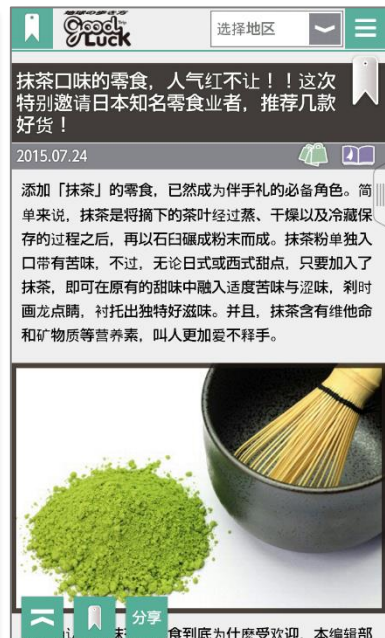 地球の歩き方
Good Luck Trip
选择地区
抹茶口味的零食，人气红不让！！这次
特别邀请日本知名零食业者，推荐几款
好货！
2015.07.24
添加「抹茶」的零食，已然成为伴手礼的必备角色。简
单来说，抹茶是将摘下的茶叶经过蒸、干燥以及冷藏保
存的过程之后，再以石臼碾成粉末而成。抹茶粉单独入
口带有苦味，不过，无论日式或西式甜点，只要加入了
抹茶，即可在原有的甜味中融入适度苦味与涩味，剎时
画龙点睛，衬托出独特好滋味。并且，抹茶含有维他命
和矿物质等营养素，叫人更加爱不释手。
分享
食到底为什麽受欢迎，本编辑部